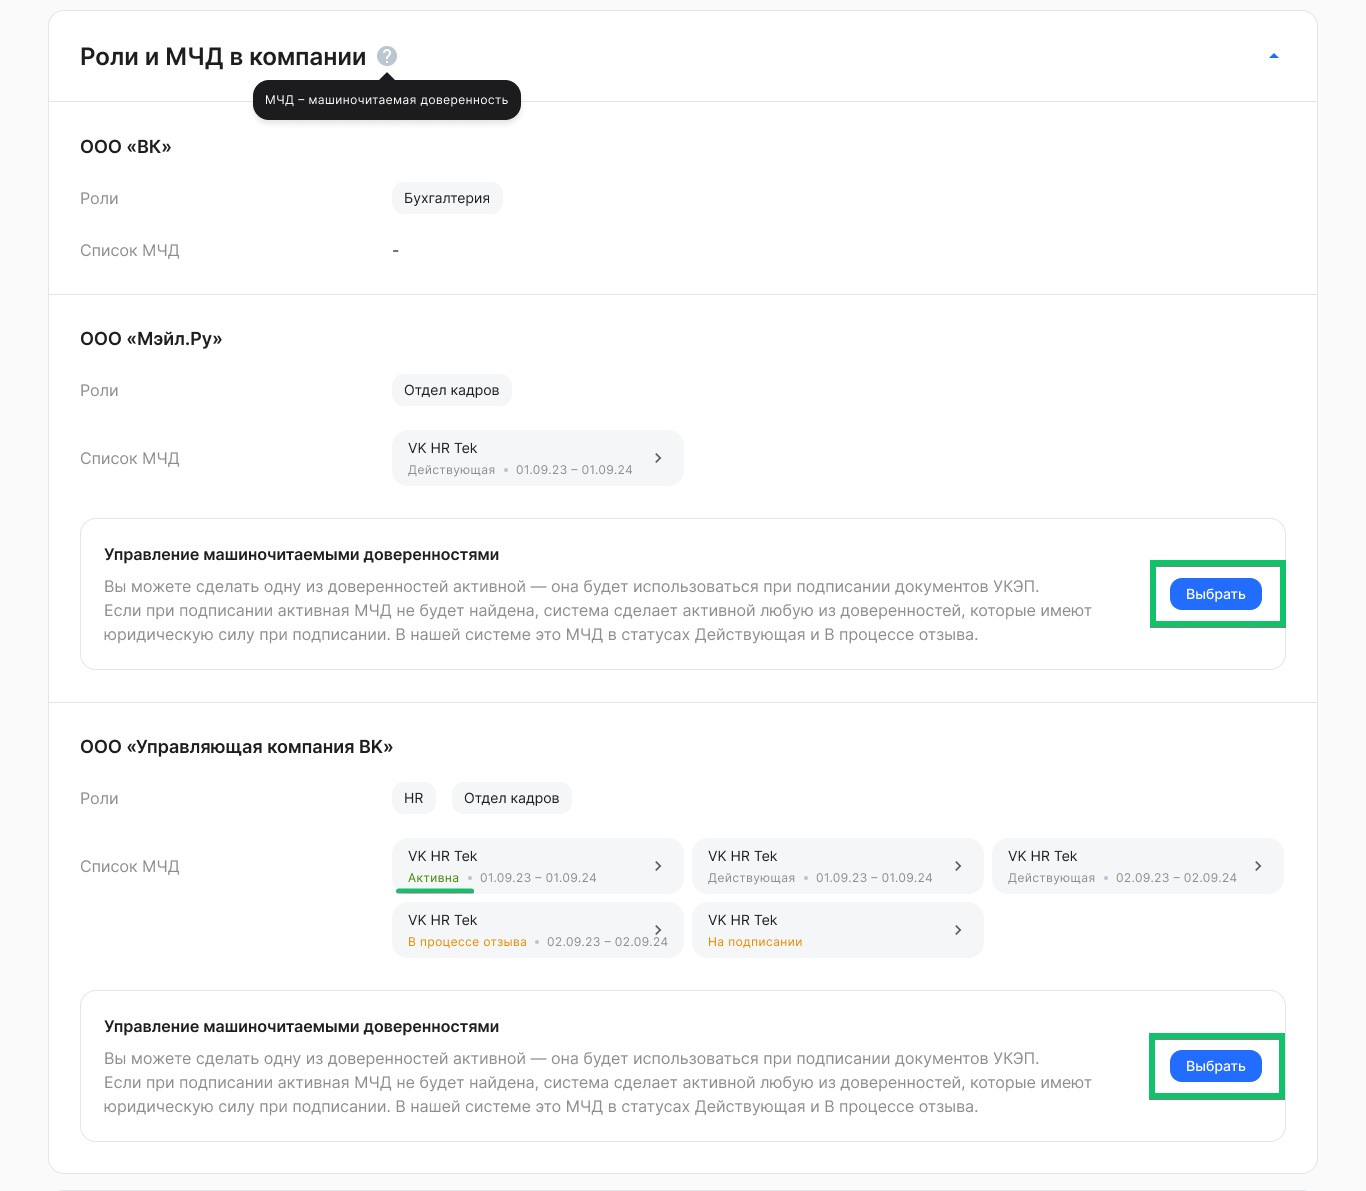 Роли и МЧД в компании ?
МЧД – машиночитаемая доверенность
ООО «ВК»
Роли
Бухгалтерия
Список МЧД
-
ООО «Мэйл.Ру»
Роли
Отдел кадров
Список МЧД
VK HR Tek
Действующая • 01.09.23 – 01.09.24
Управление машиночитаемыми доверенностями
Вы можете сделать одну из доверенностей активной — она будет использоваться при подписании документов УКЭП.
Если при подписании активная МЧД не будет найдена, система сделает активной любую из доверенностей, которые имеют
юридическую силу при подписании. В нашей системе это МЧД в статусах Действующая и В процессе отзыва.
Выбрать
ООО «Управляющая компания ВК»
Роли
HR
Отдел кадров
Список МЧД
VK HR Tek
Активна • 01.09.23 – 01.09.24
VK HR Tek
Действующая • 01.09.23 – 01.09.24
VK HR Tek
Действующая • 02.09.23 – 02.09.24
VK HR Tek
В процессе отзыва • 02.09.23 – 02.09.24
VK HR Tek
На подписании
Управление машиночитаемыми доверенностями
Вы можете сделать одну из доверенностей активной — она будет использоваться при подписании документов УКЭП.
Если при подписании активная МЧД не будет найдена, система сделает активной любую из доверенностей, которые имеют
юридическую силу при подписании. В нашей системе это МЧД в статусах Действующая и В процессе отзыва.
Выбрать